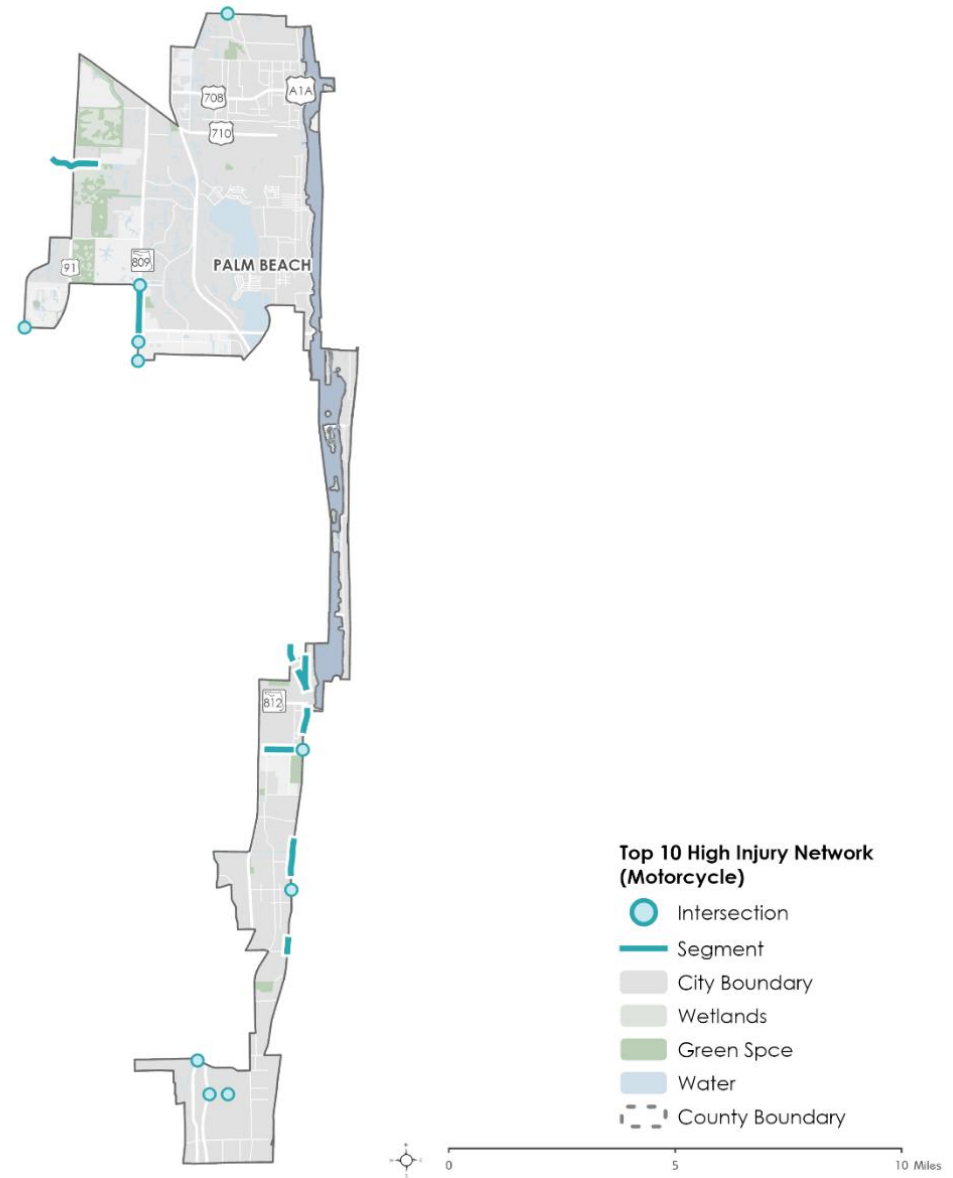 708
A1A
710
809
91
PALM BEACH
812
Top 10 High Injury Network
(Motorcycle)
Intersection
Segment
City Boundary
Wetlands
Green Spce
Water
County Boundary
0 5 10 Miles